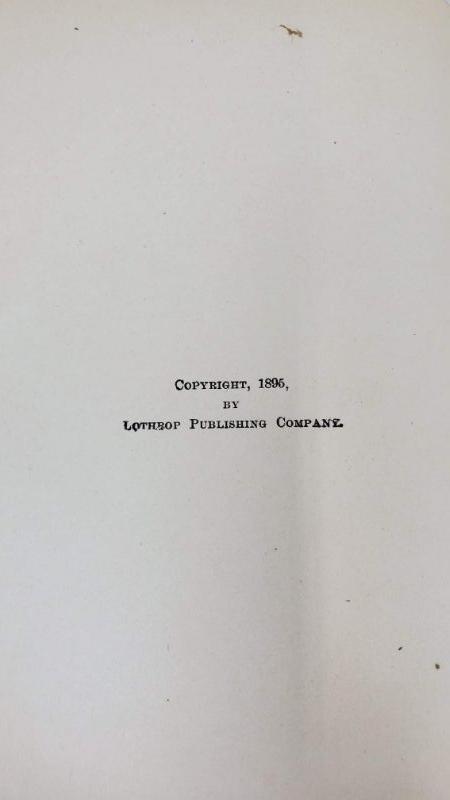 COPYRIGHT, 1895,
BY
LOTHROP PUBLISHING COMPANY.